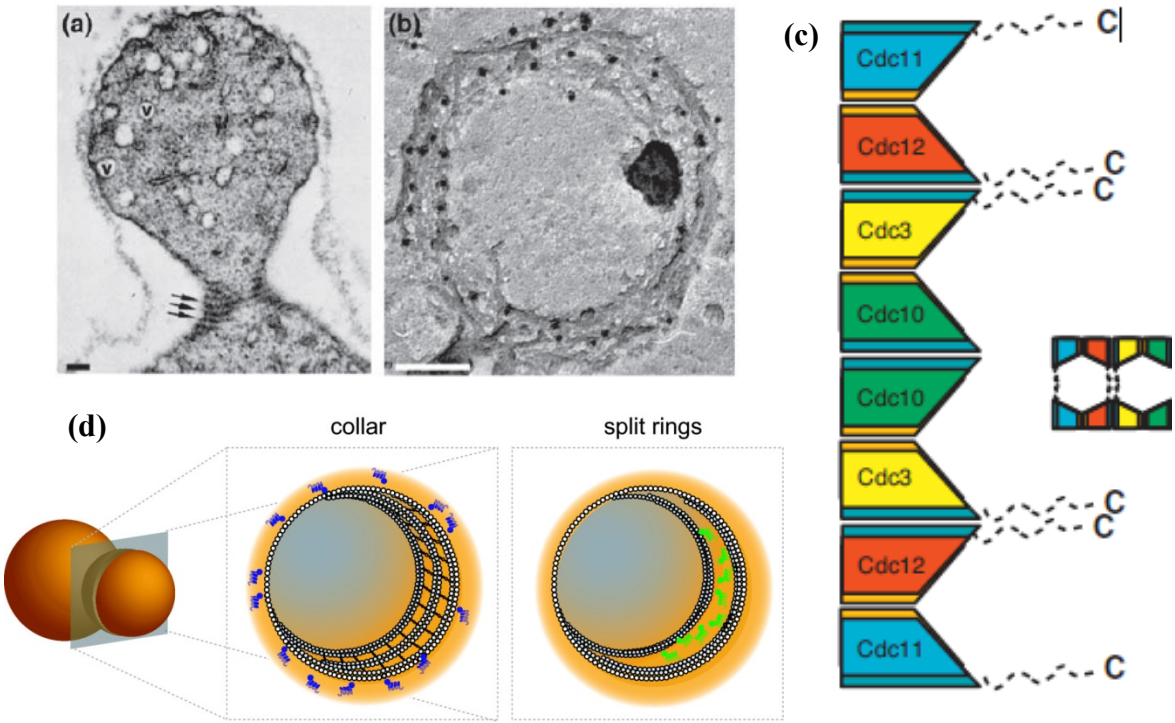 (a)
v
v
(b)
(c)
C
Cdc11
Cdc12
C
C
Cdc3
Cdc10
Cdc10
Cdc3
C
C
Cdc12
Cdc11
C
(d)
collar
split rings